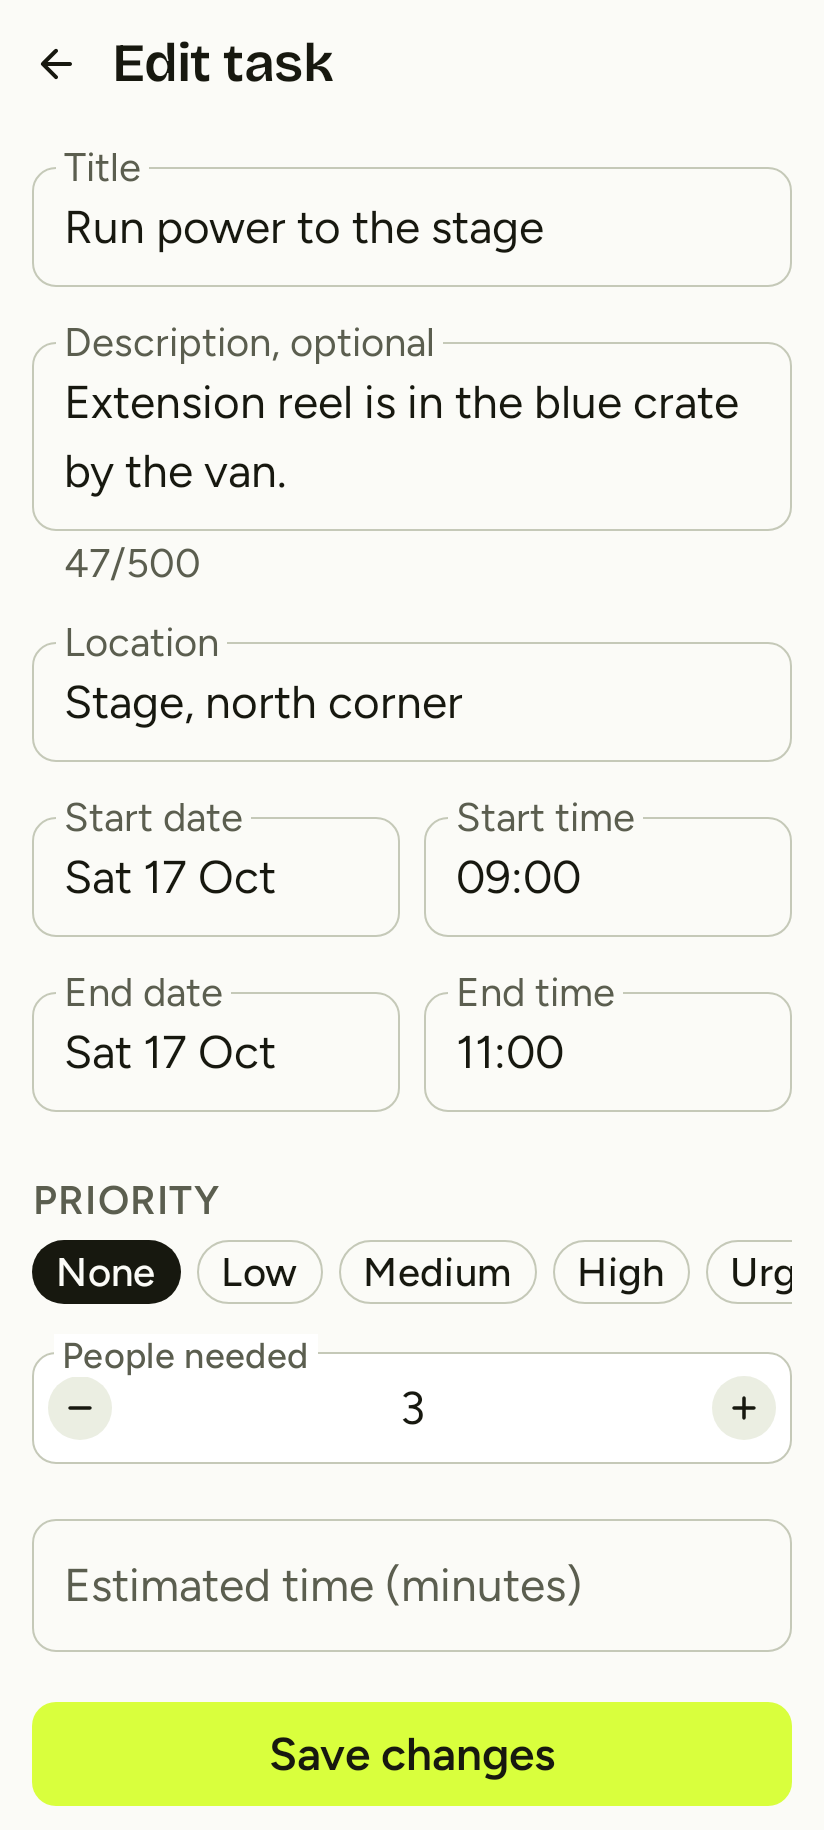 Edit task
Title
Run power to the stage
Description, optional
Extension reel is in the blue crate
by the van.
47/500
Location
Stage, north corner
Start date
Start time
Sat 17 Oct
09:00
End date
End time
Sat 17 Oct
11:00
PRIORITY
None Low Medium High Urg
People needed
− 3 +
Estimated time (minutes)
Save changes